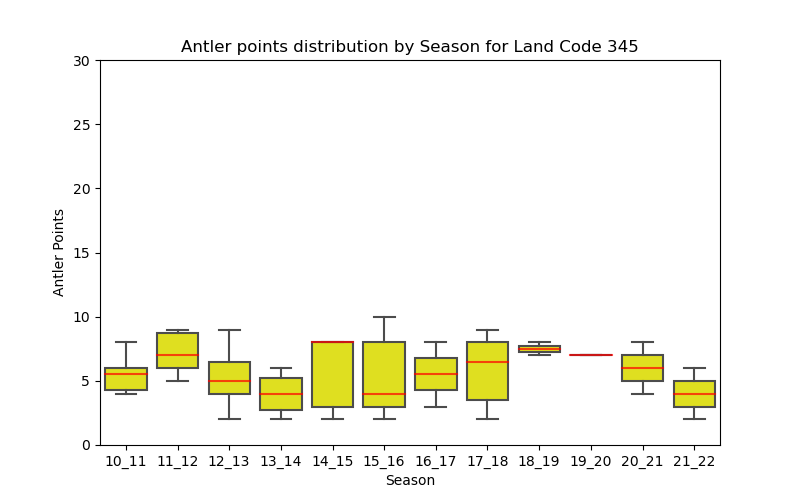 Antler points distribution by Season for Land Code 345
30
25
20
15
10
5
0
Antler Points
10_11 11_12 12_13 13_14 14_15 15_16 16_17 17_18 18_19 19_20 20_21 21_22
Season